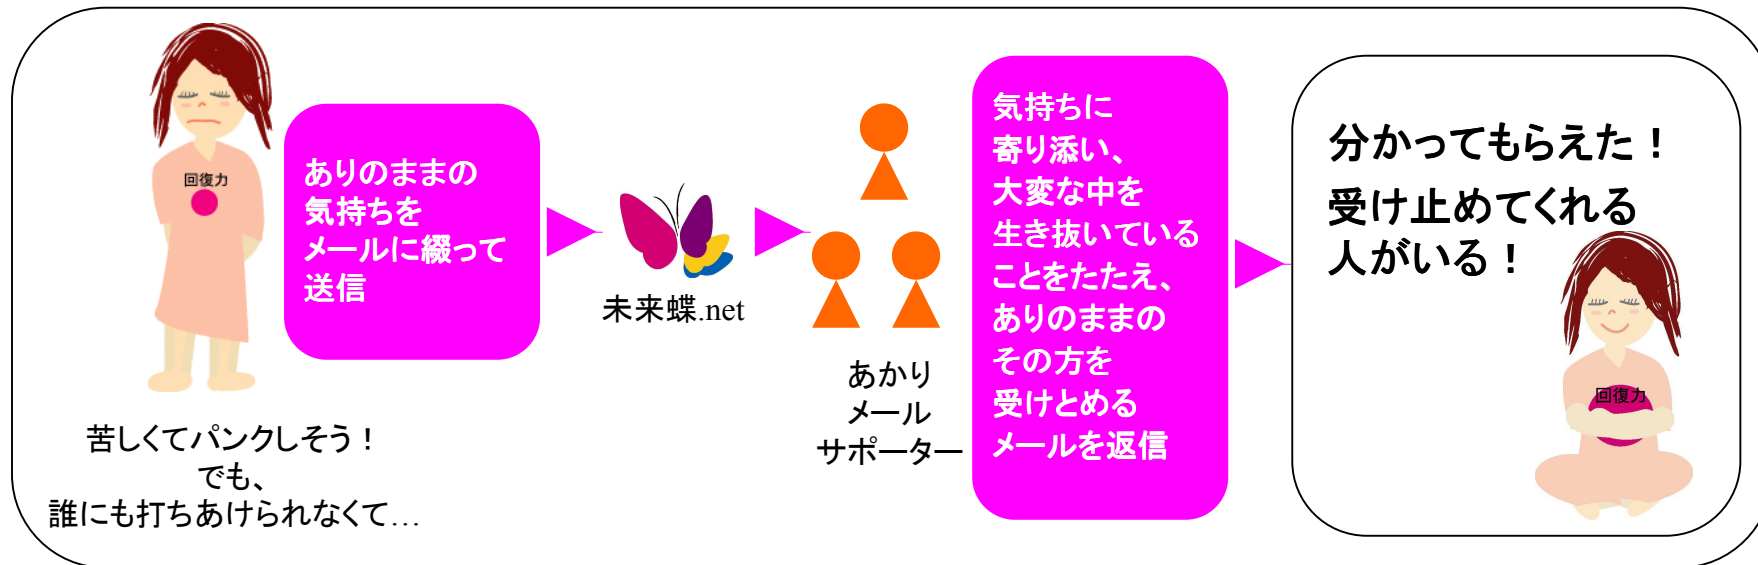 回復力
苦しくてパンクしそう！
でも、
誰にも打ちあけられなくて…
ありのままの
気持ちを
メールに綴って
送信
未来蝶.net
あかり
メール
サポーター
気持ちに
寄り添い、
大変な中を
生き抜いている
ことをたたえ、
ありのままの
その方を
受けとめる
メールを返信
分かってもらえた！
受け止めてくれる
人がいる！
回復力